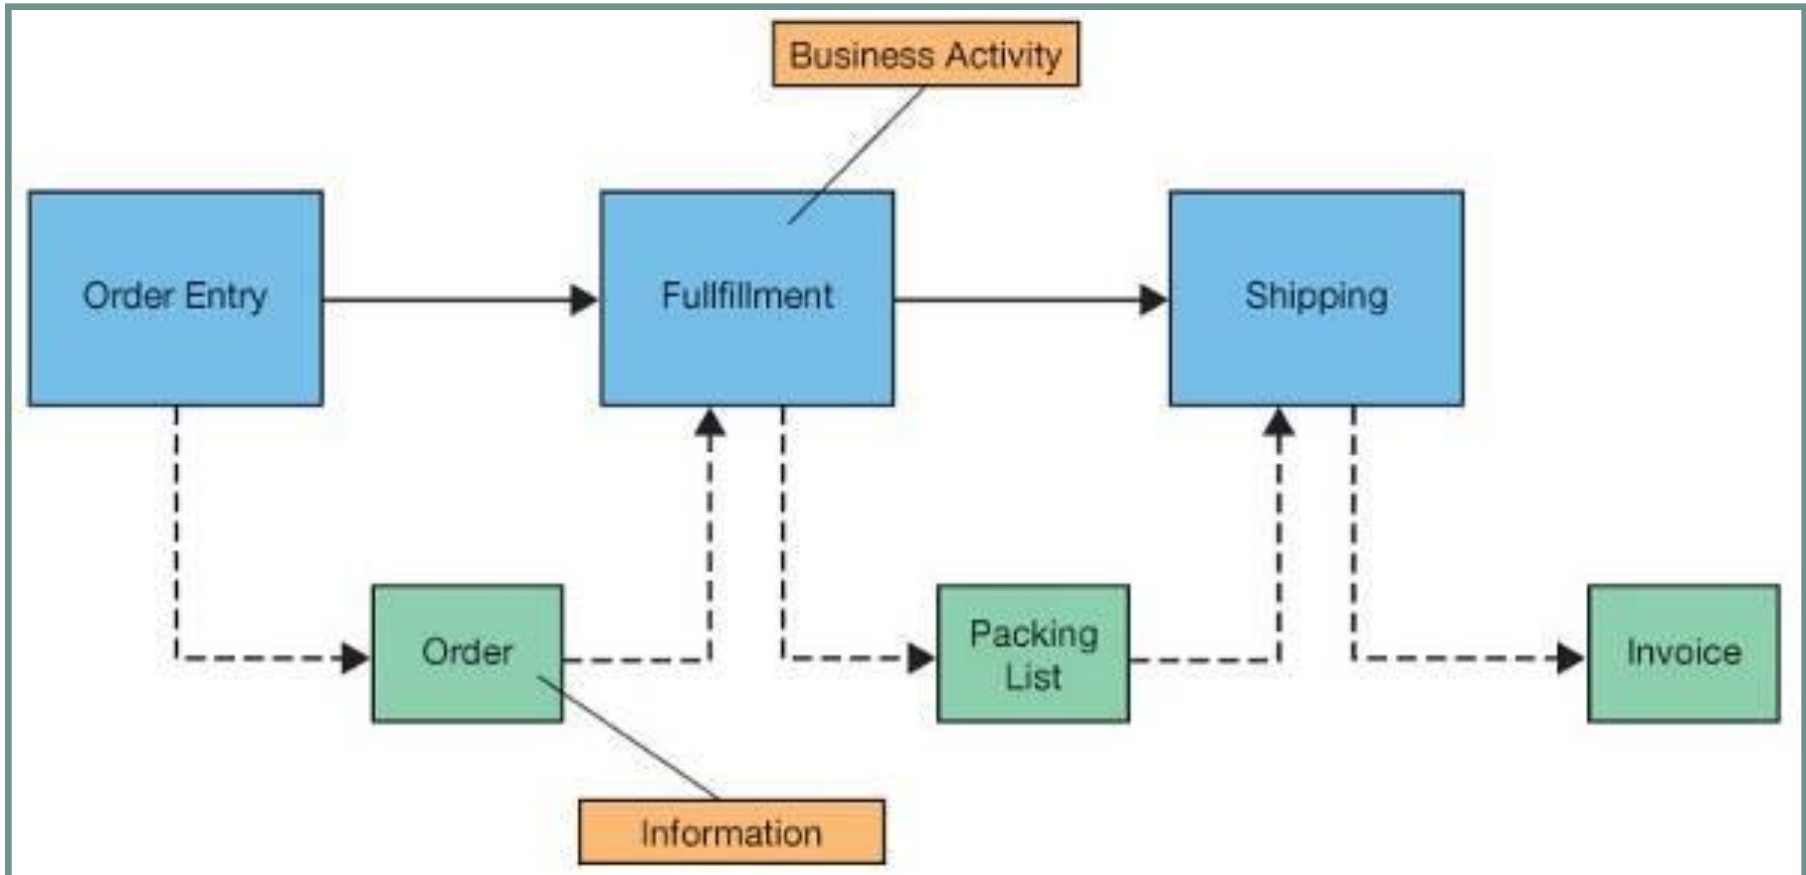 Business Activity
Order Entry
Fullfillment
Shipping
Order
Packing
List
Invoice
Information